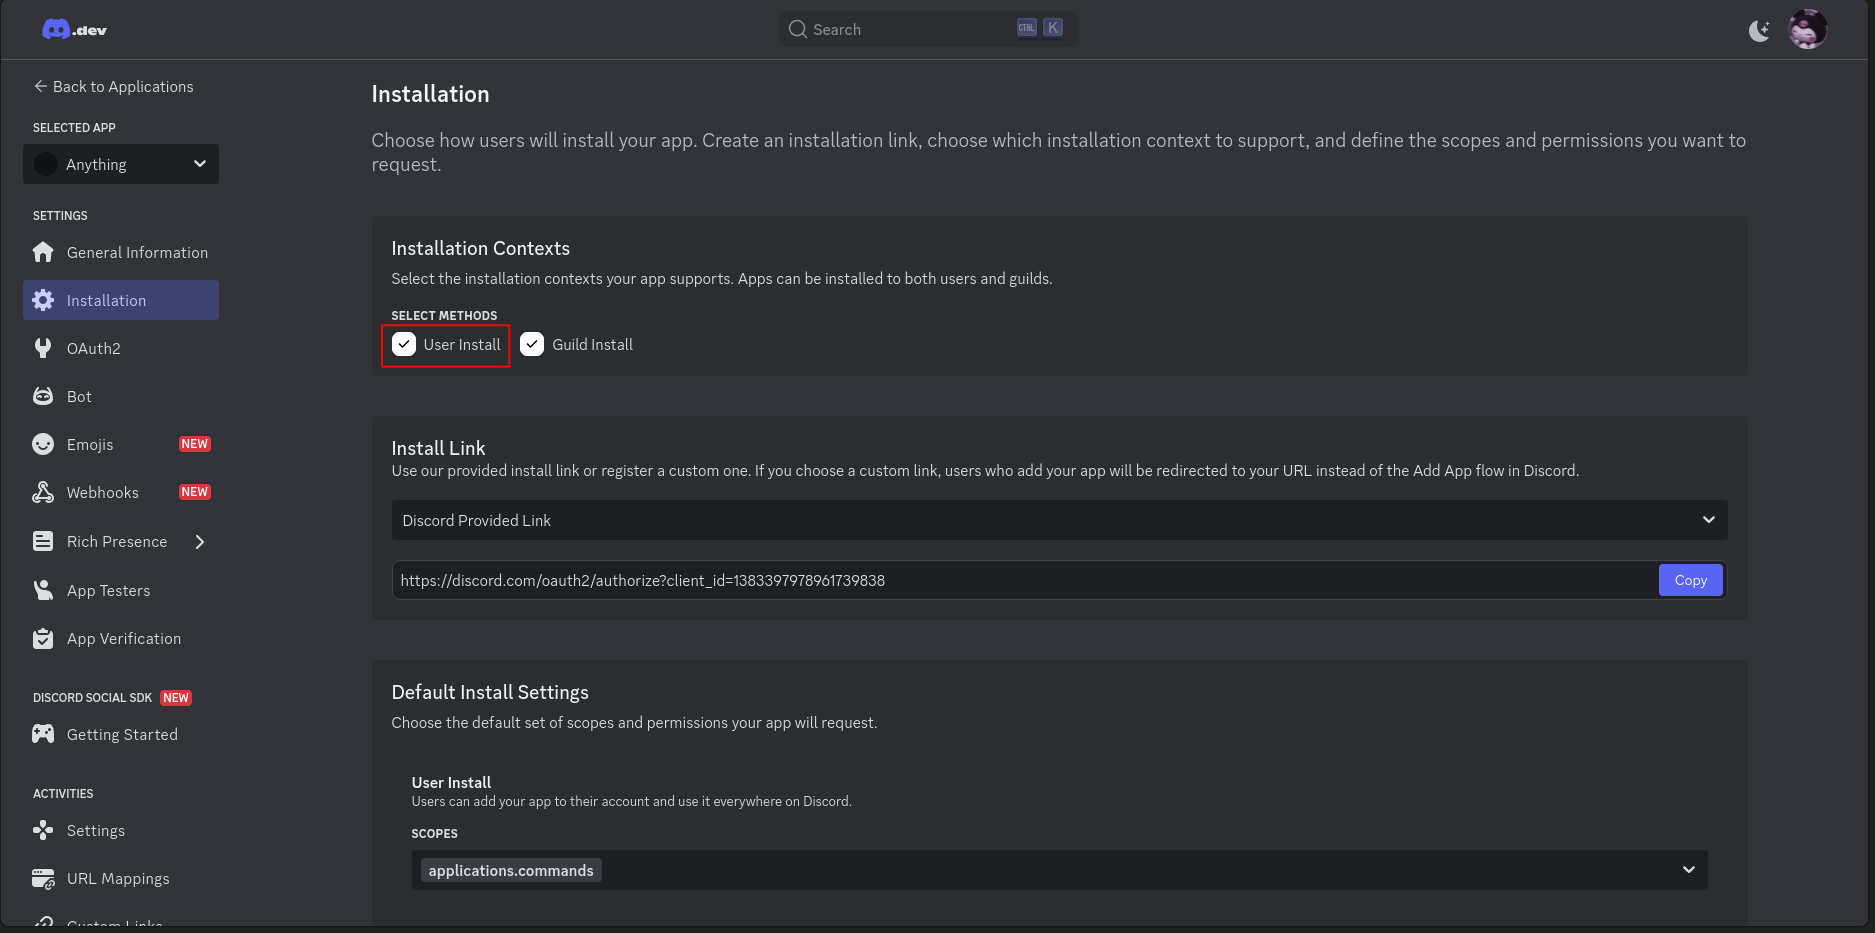 .dev
Search
CTRL K
Back to Applications
SELECTED APP
Anything
SETTINGS
General Information
Installation
OAuth2
Bot
Emojis NEW
Webhooks NEW
Rich Presence
App Testers
App Verification
DISCORD SOCIAL SDK NEW
Getting Started
ACTIVITIES
Settings
URL Mappings
Custom Links
Installation
Choose how users will install your app. Create an installation link, choose which installation context to support, and define the scopes and permissions you want to
request.
Installation Contexts
Select the installation contexts your app supports. Apps can be installed to both users and guilds.
SELECT METHODS
User Install Guild Install
Install Link
Use our provided install link or register a custom one. If you choose a custom link, users who add your app will be redirected to your URL instead of the Add App flow in Discord.
Discord Provided Link
https://discord.com/oauth2/authorize?client_id=1383397978961739838
Copy
Default Install Settings
Choose the default set of scopes and permissions your app will request.
User Install
Users can add your app to their account and use it everywhere on Discord.
SCOPES
applications.commands